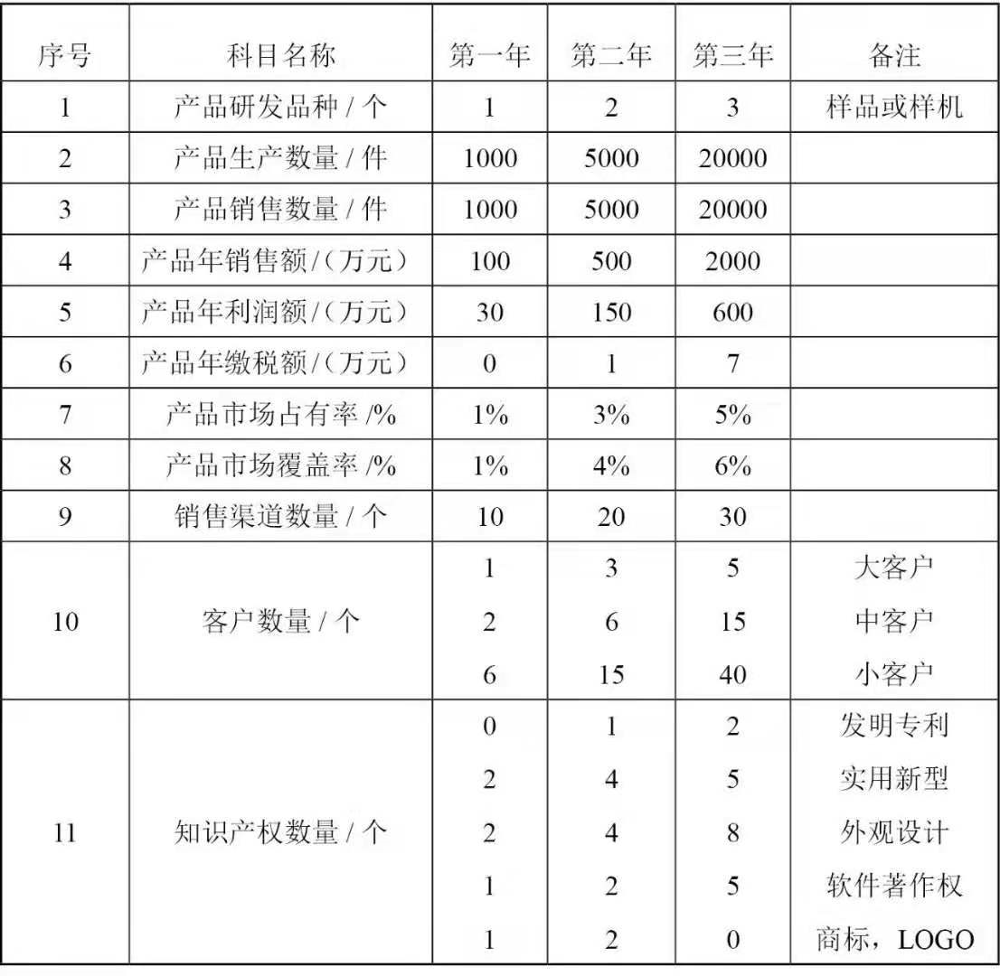 序号 科目名称 第一年 第二年 第三年 备注
1 产品研发品种 / 个 1 2 3 样品或样机
2 产品生产数量 / 件 1000 5000 20000
3 产品销售数量 / 件 1000 5000 20000
4 产品年销售额 /（万元） 100 500 2000
5 产品年利润额 /（万元） 30 150 600
6 产品年缴税额 /（万元） 0 1 7
7 产品市场占有率 /% 1% 3% 5%
8 产品市场覆盖率 /% 1% 4% 6%
9 销售渠道数量 / 个 10 20 30
1 3 5 大客户
10 客户数量 / 个 2 6 15 中客户
6 15 40 小客户
0 1 2 发明专利
2 4 5 实用新型
11 知识产权数量 / 个 2 4 8 外观设计
1 2 5 软件著作权
1 2 0 商标，LOGO